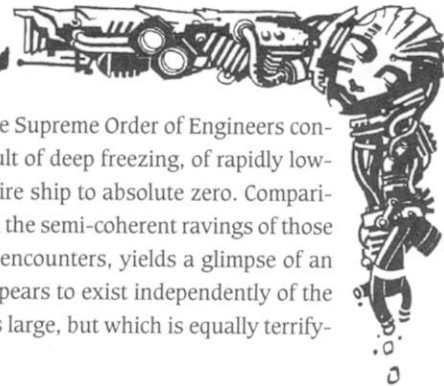 e Supreme Order of Engineers con-
ult of deep freezing, of rapidly low-
ire ship to absolute zero. Compari-
the semi-coherent ravings of those
encounters, yields a glimpse of an
pears to exist independently of the
s large, but which is equally terrify-